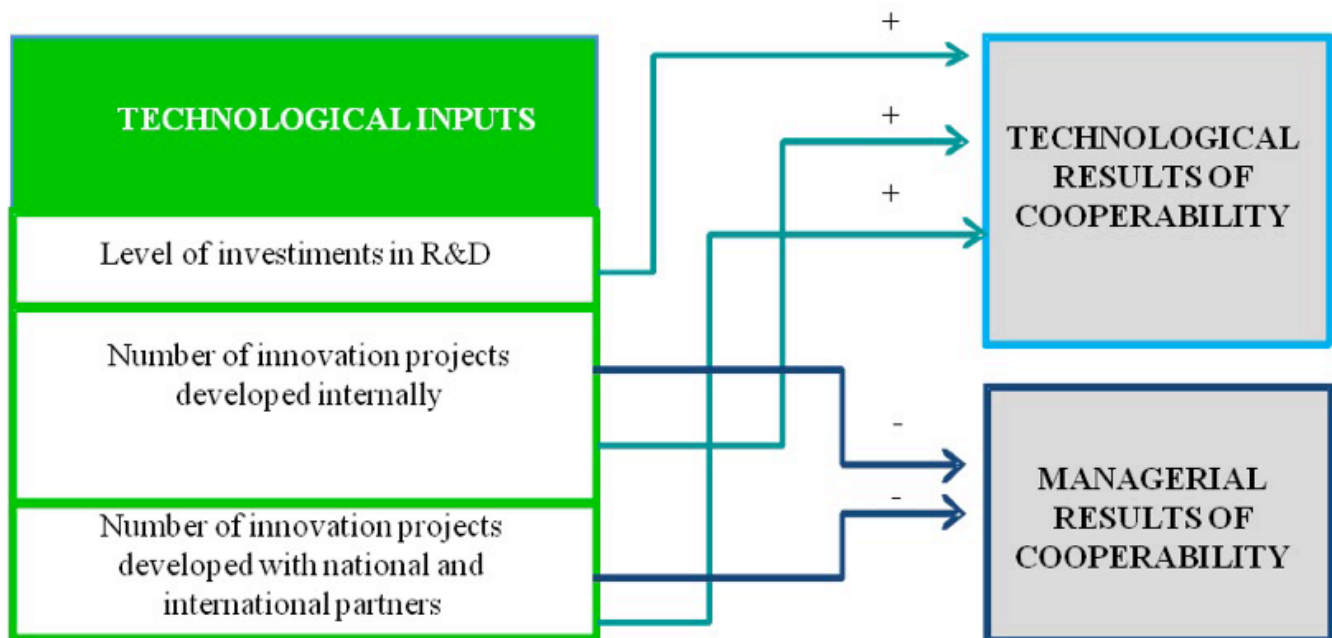 TECHNOLOGICAL INPUTS
Level of investiments in R&D
Number of innovation projects
developed internally
Number of innovation projects
developed with national and
international partners
+
+
+
-
-
TECHNOLOGICAL
RESULTS OF
COOPERABILITY
MANAGERIAL
RESULTS OF
COOPERABILITY